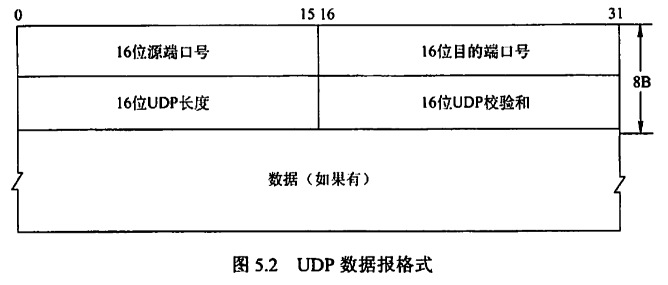 0 15 16 31
16位源端口号 16位目的端口号
8B
16位UDP长度 16位UDP校验和
数据（如果有）
图 5.2 UDP 数据报格式